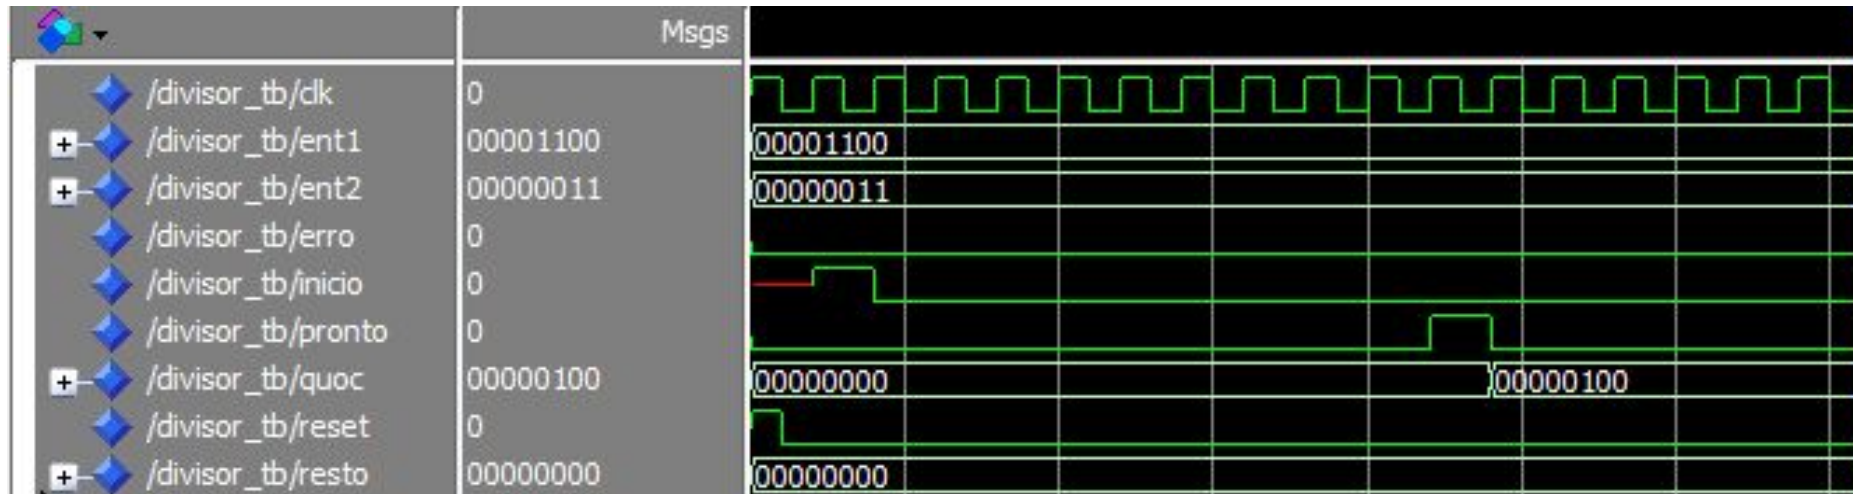 Msgs
/divisor_tb/clk 0
/divisor_tb/ent1 00001100 00001100
/divisor_tb/ent2 00000011 00000011
/divisor_tb/erro 0
/divisor_tb/inicio 0
/divisor_tb/pronto 0
/divisor_tb/quoc 00000100 00000000 00000100
/divisor_tb/reset 0
/divisor_tb/resto 00000000 00000000